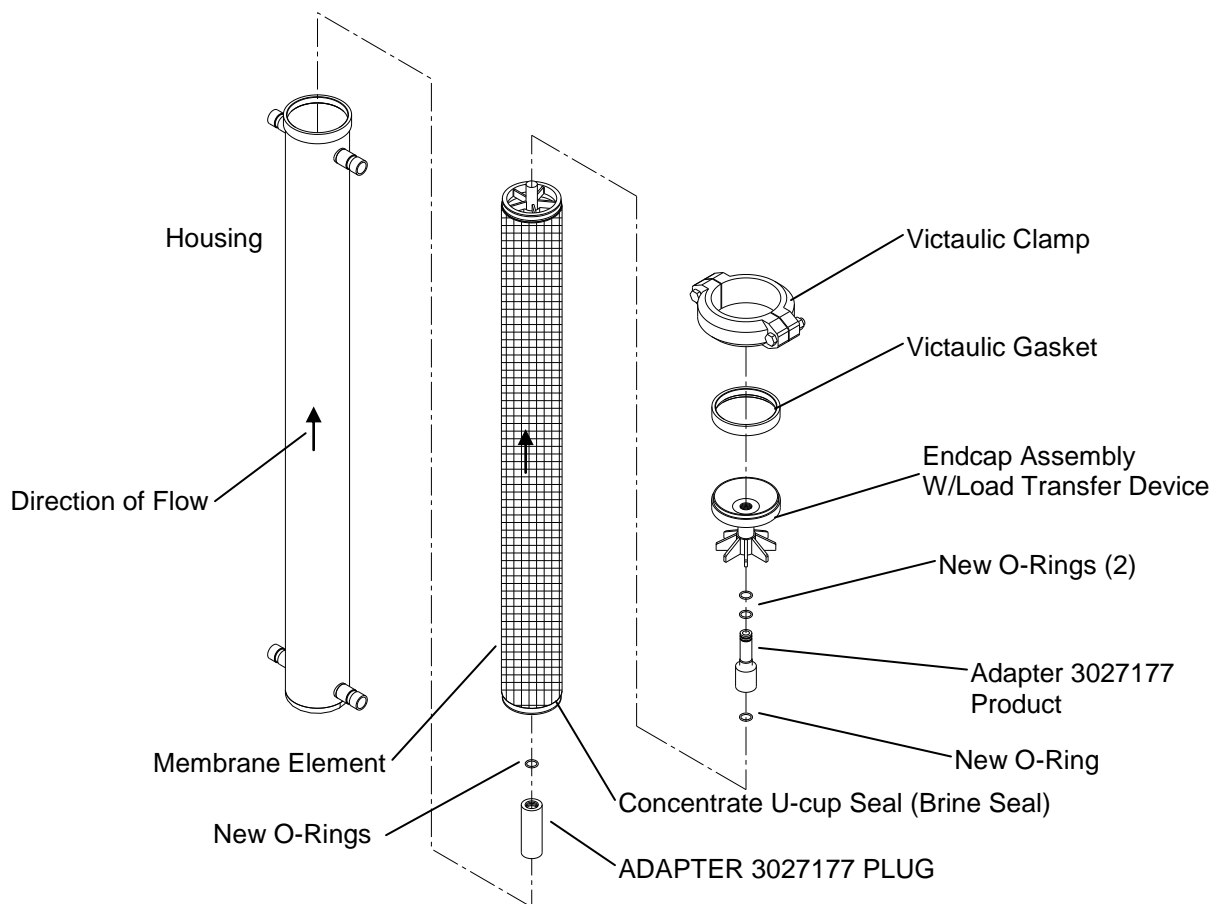 Housing
Victaulic Clamp
Victaulic Gasket
Endcap Assembly
W/Load Transfer Device
Direction of Flow
New O-Rings (2)
Adapter 3027177
Product
New O-Ring
Membrane Element
Concentrate U-cup Seal (Brine Seal)
New O-Rings
ADAPTER 3027177 PLUG